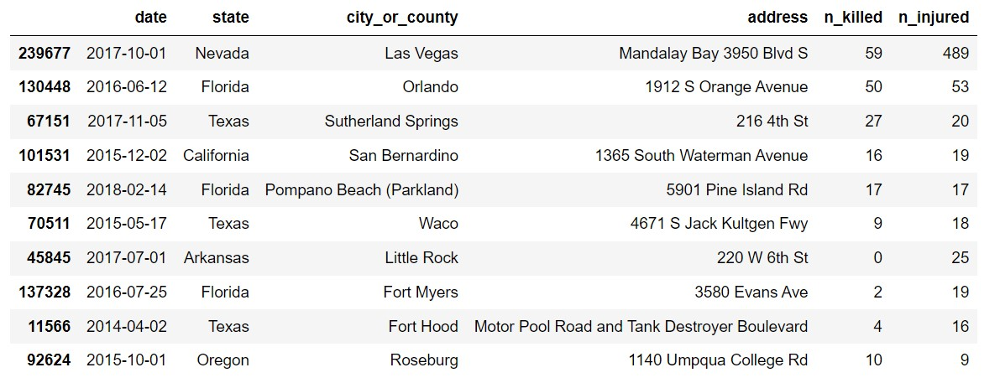 date state city_or_county address n_killed n_injured
239677 2017-10-01 Nevada Las Vegas Mandalay Bay 3950 Blvd S 59 489
130448 2016-06-12 Florida Orlando 1912 S Orange Avenue 50 53
67151 2017-11-05 Texas Sutherland Springs 216 4th St 27 20
101531 2015-12-02 California San Bernardino 1365 South Waterman Avenue 16 19
82745 2018-02-14 Florida Pompano Beach (Parkland) 5901 Pine Island Rd 17 17
70511 2015-05-17 Texas Waco 4671 S Jack Kultgen Fwy 9 18
45845 2017-07-01 Arkansas Little Rock 220 W 6th St 0 25
137328 2016-07-25 Florida Fort Myers 3580 Evans Ave 2 19
11566 2014-04-02 Texas Fort Hood Motor Pool Road and Tank Destroyer Boulevard 4 16
92624 2015-10-01 Oregon Roseburg 1140 Umpqua College Rd 10 9